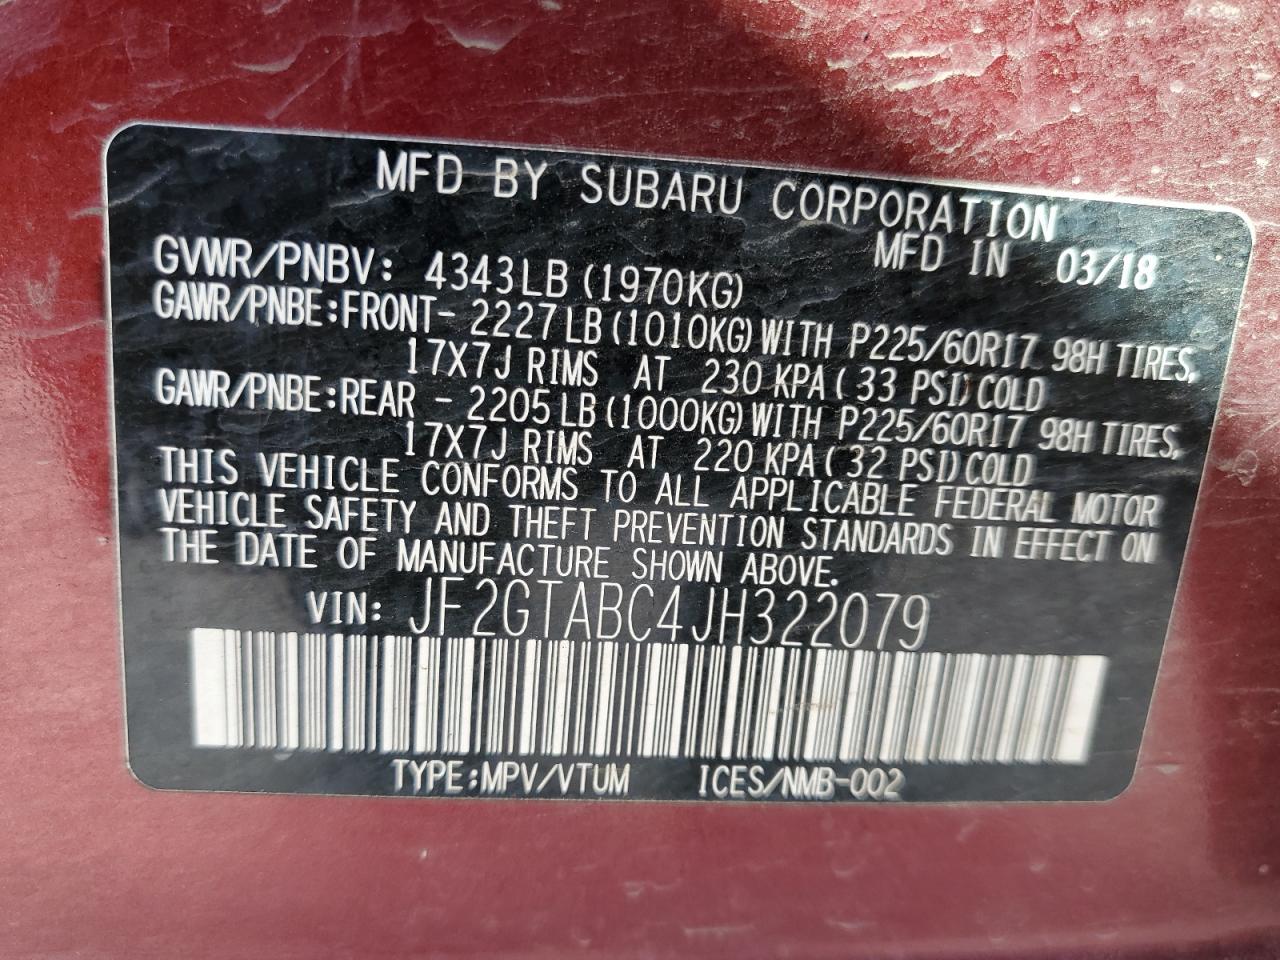 MFD BY SUBARU CORPORATION
MFD IN 03/18
GVWR/PNBV: 4343LB (1970KG)
GAWR/PNBE:FRONT- 2227LB (1010KG) WITH P225/60R17 98H TIRES,
17X7J RIMS AT 230 KPA ( 33 PSI) COLD
GAWR/PNBE:REAR - 2205LB (1000KG) WITH P225/60R17 98H TIRES,
17X7J RIMS AT 220 KPA ( 32 PSI) COLD
THIS VEHICLE CONFORMS TO ALL APPLICABLE FEDERAL MOTOR
VEHICLE SAFETY AND THEFT PREVENTION STANDARDS IN EFFECT ON
THE DATE OF MANUFACTURE SHOWN ABOVE.
VIN: JF2GTABC4JH322079
TYPE:MPV/VTUM ICES/NMB-002